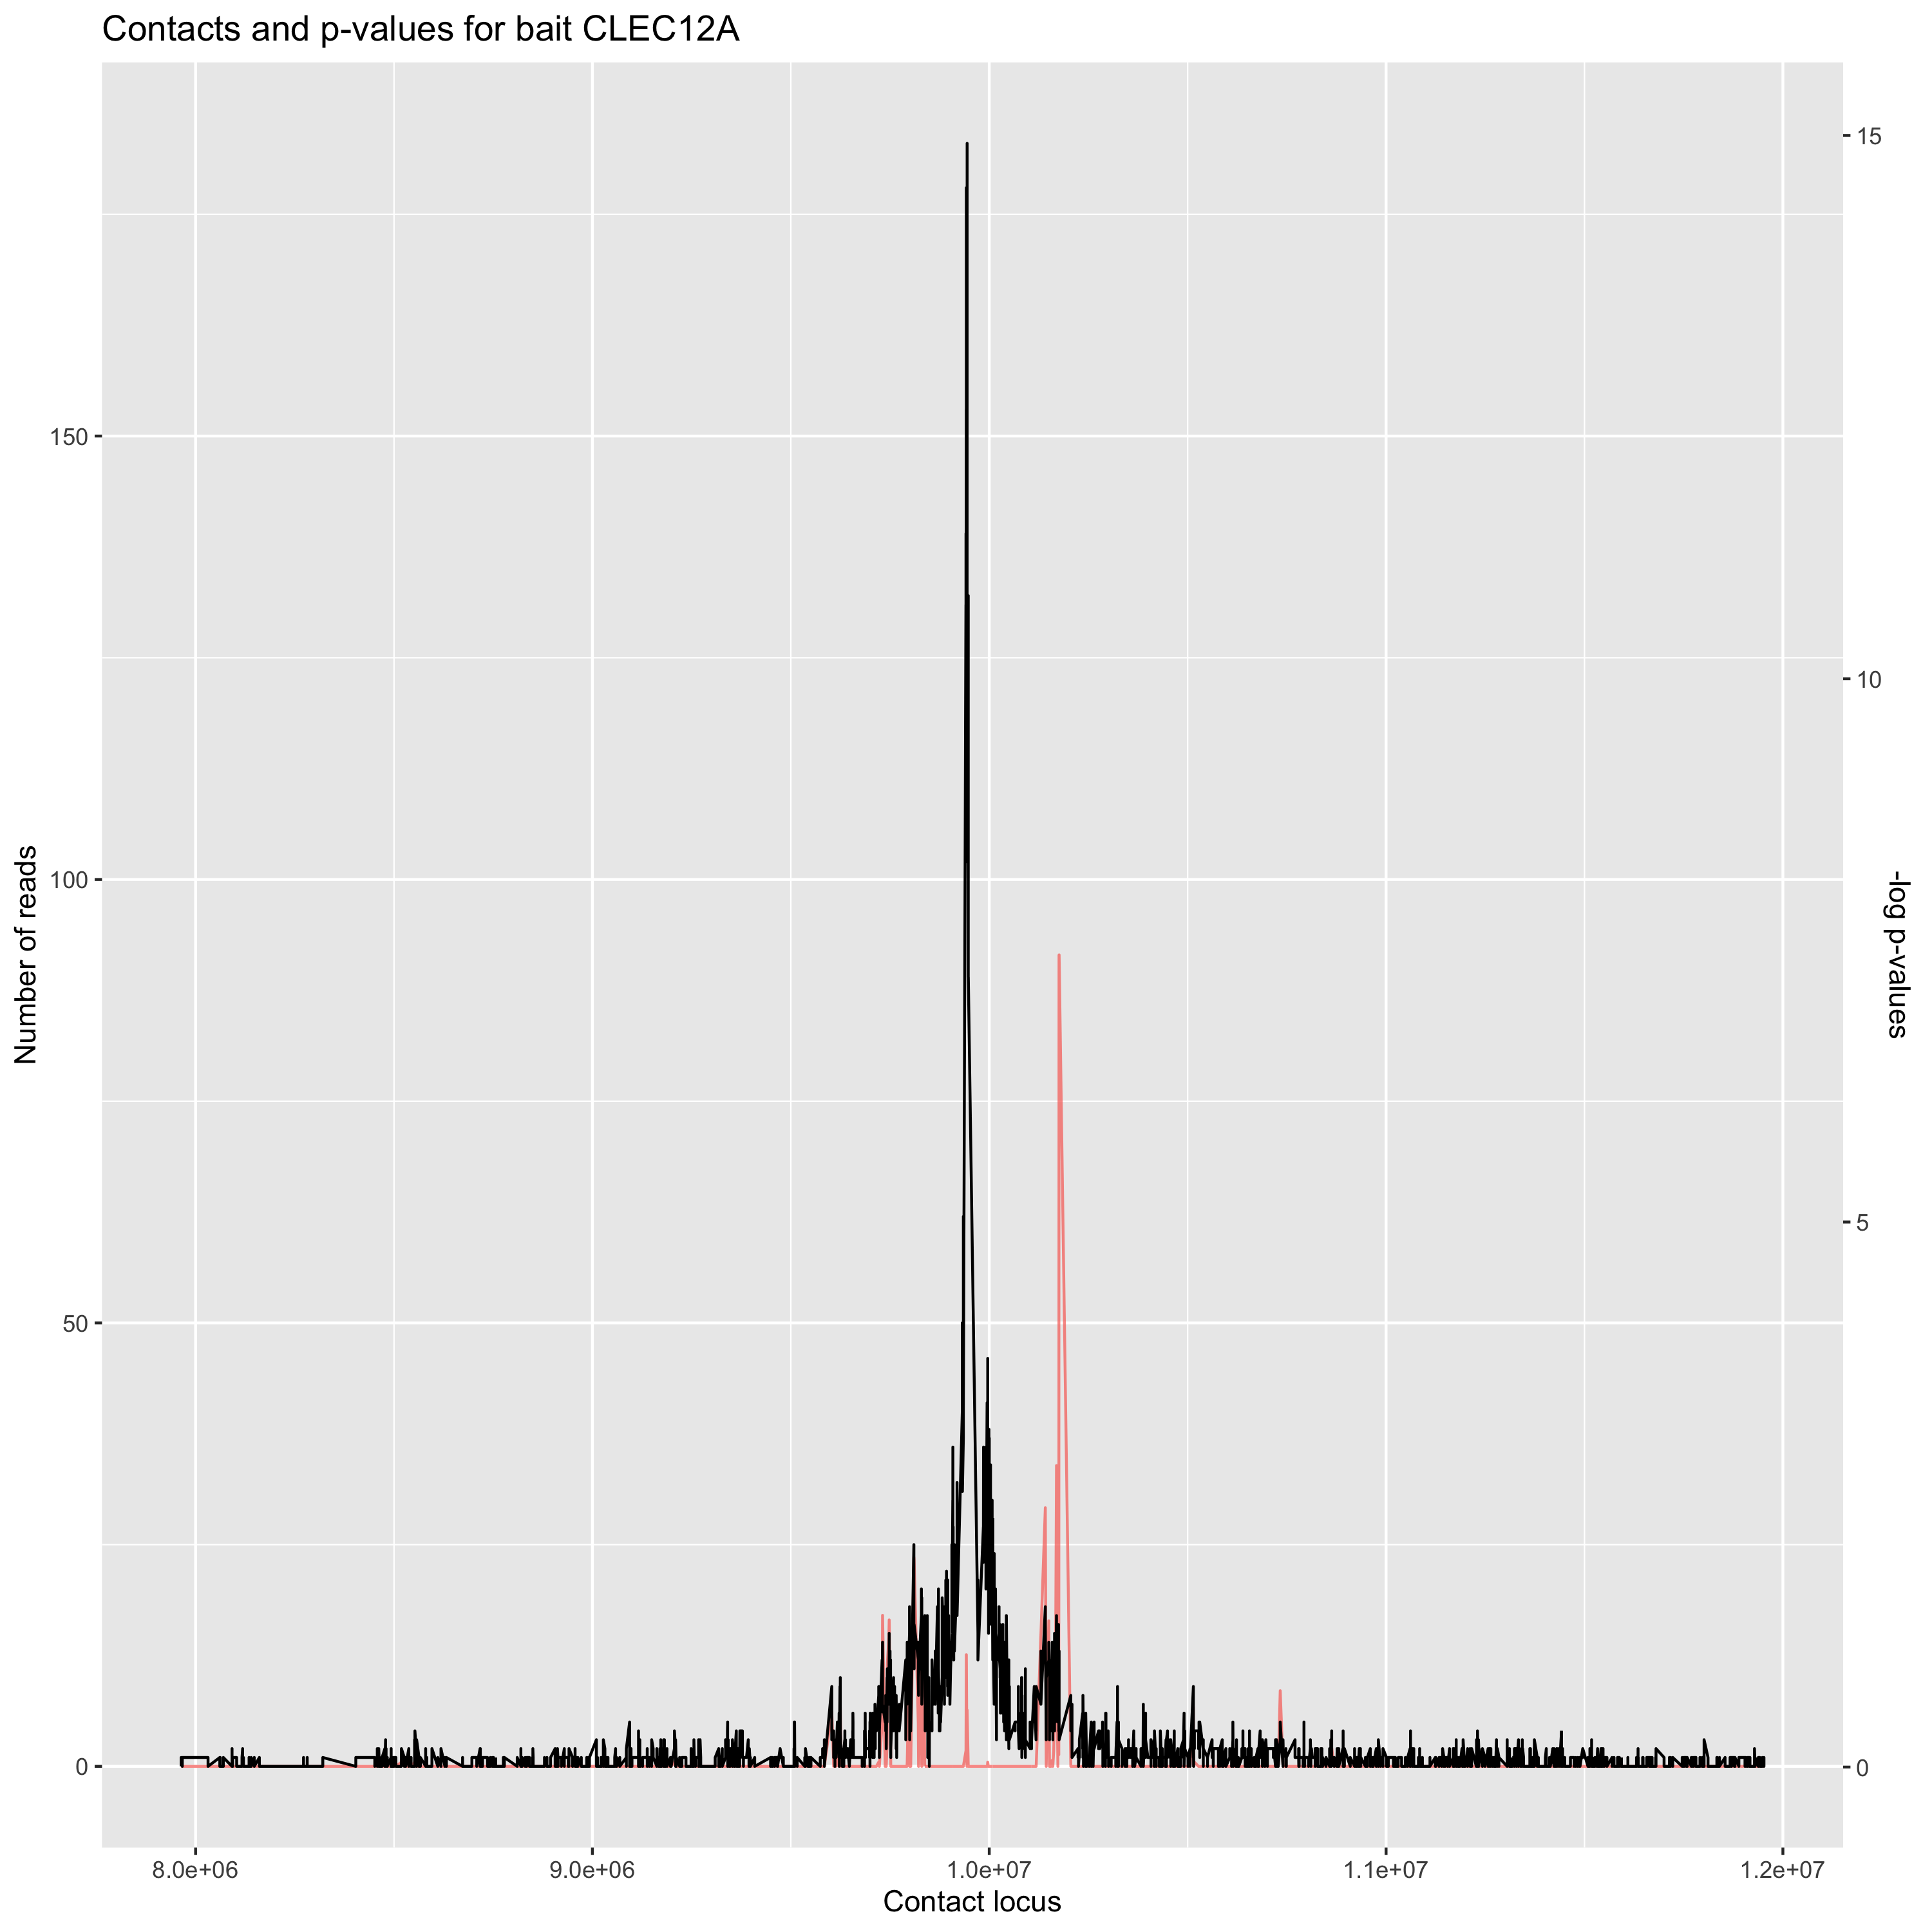 Contacts and p-values for bait CLEC12A
Number of reads
150
100
50
0
15
10
5
0
-log p-values
8.0e+06
9.0e+06
1.0e+07
1.1e+07
1.2e+07
Contact locus